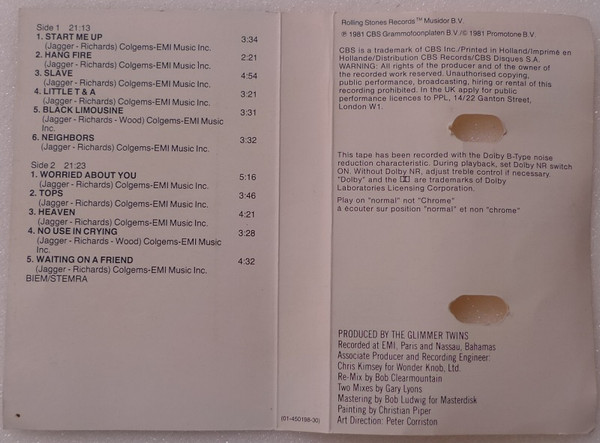 Side 1 21:13
1. START ME UP 3:34
(Jagger - Richards) Colgems-EMI Music Inc.
2. HANG FIRE 2:21
(Jagger - Richards) Colgems-EMI Music Inc.
3. SLAVE 4:54
(Jagger - Richards) Colgems-EMI Music Inc.
4. LITTLE T & A 3:21
(Jagger - Richards) Colgems-EMI Music Inc.
5. BLACK LIMOUSINE 3:31
(Jagger - Richards - Wood) Colgems-EMI Music
Inc.
6. NEIGHBORS 3:32
(Jagger - Richards) Colgems-EMI Music Inc.
Side 2 21:23
1. WORRIED ABOUT YOU 5:16
(Jagger - Richards) Colgems-EMI Music Inc.
2. TOPS 3:46
(Jagger - Richards) Colgems-EMI Music Inc.
3. HEAVEN 4:21
(Jagger - Richards) Colgems-EMI Music Inc.
4. NO USE IN CRYING 3:28
(Jagger - Richards - Wood) Colgems-EMI Music
Inc.
5. WAITING ON A FRIEND 4:32
(Jagger - Richards) Colgems-EMI Music Inc.
BIEM/STEMRA
(01-450198-30)
Rolling Stones Records™ Musidor B.V.
℗ 1981 CBS Grammofoonplaten B.V./© 1981 Promotone B.V.
CBS is a trademark of CBS Inc./Printed in Holland/Imprimé en
Hollande/Distribution CBS Records/CBS Disques S.A.
WARNING: All rights of the producer and of the owner of
the recorded work reserved. Unauthorised copying,
public performance, broadcasting, hiring or rental of this
recording prohibited. In the UK apply for public
performance licences to PPL, 14/22 Ganton Street,
London W1.
This tape has been recorded with the Dolby B-Type noise
reduction characteristic. During playback, set Dolby NR switch
ON. Without Dolby NR, adjust treble control if necessary.
"Dolby" and the are trademarks of Dolby
Laboratories Licensing Corporation.
Play on "normal" not "Chrome"
à écouter sur position "normal" et non "chrome"
PRODUCED BY THE GLIMMER TWINS
Recorded at EMI, Paris and Nassau, Bahamas
Associate Producer and Recording Engineer:
Chris Kimsey for Wonder Knob, Ltd.
Re-Mix by Bob Clearmountain
Two Mixes by Gary Lyons
Mastering by Bob Ludwig for Masterdisk
Painting by Christian Piper
Art Direction: Peter Corriston